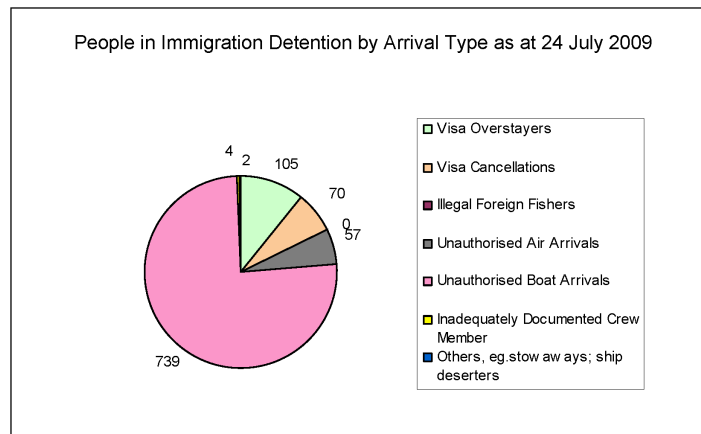 People in Immigration Detention by Arrival Type as at 24 July 2009
4
2
105
70
0
57
739
Visa Overstayers
Visa Cancellations
Illegal Foreign Fishers
Unauthorised Air Arrivals
Unauthorised Boat Arrivals
Inadequately Documented Crew
Member
Others, eg.stow aw ays; ship
deserters